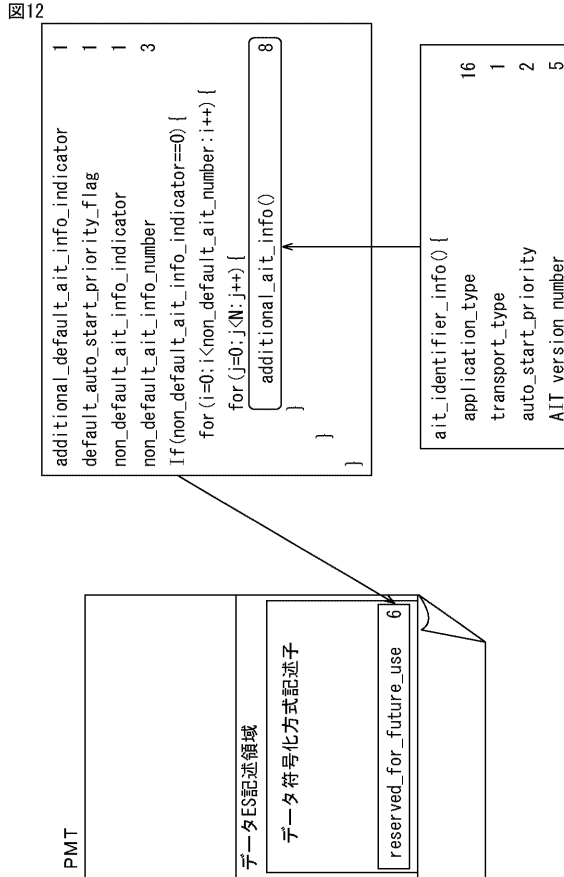 図12
PMT
データES記述領域
データ符号化方式記述子
reserved_for_future_use 6
additional_default_ait_info_indicator 1
default_auto_start_priority_flag 1
non_default_ait_info_indicator 1
non_default_ait_info_number 3
If(non_default_ait_info_indicator==0) {
for(i=0;i<non_default_ait_number:i++) {
for(j=0;j<N:j++) {
additional_ait_info() 8
}
}
}
ait_identifier_info() {
application_type 16
transport_type 1
auto_start_priority 2
AIT version number 5